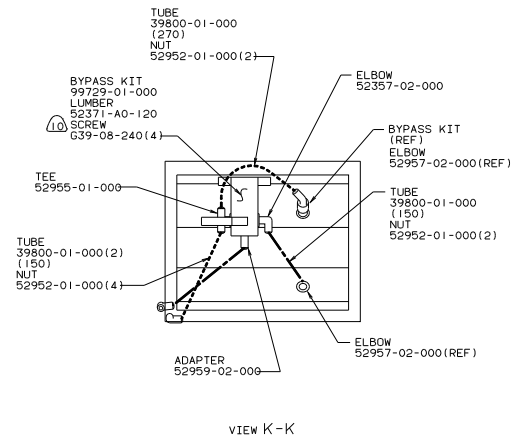 TUBE
39800-01-000
(270)
NUT
52952-01-000(2)
BYPASS KIT
99729-01-000
LUMBER
52371-A0-120
10 SCREW
G39-08-240(4)
ELBOW
52357-02-000
BYPASS KIT
(REF)
ELBOW
52957-02-000(REF)
TEE
52955-01-000
TUBE
39800-01-000
(150)
NUT
52952-01-000(2)
TUBE
39800-01-000(2)
(150)
NUT
52952-01-000(4)
ELBOW
52957-02-000(REF)
ADAPTER
52959-02-000
VIEW K-K